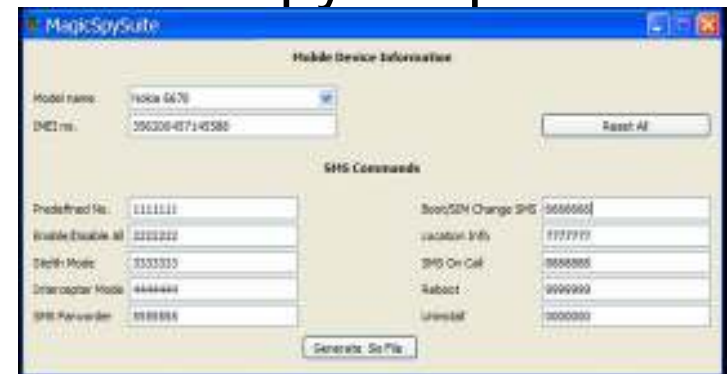 MagicSpySuite
Mobile Device Information
Model name Nokia 6670
IMEI no. Reset All
SMS Commands
Predefined No. 1111111 Boot/SIM Change SMS 6666666
Enable/Disable All 2222222 Location Info 7777777
Stealth Mode 3333333 SMS On Call 8888888
Interceptor Mode 4444444 Reboot 9999999
SMS Forwarder 5555555 Uninstall 0000000
Generate Sis File